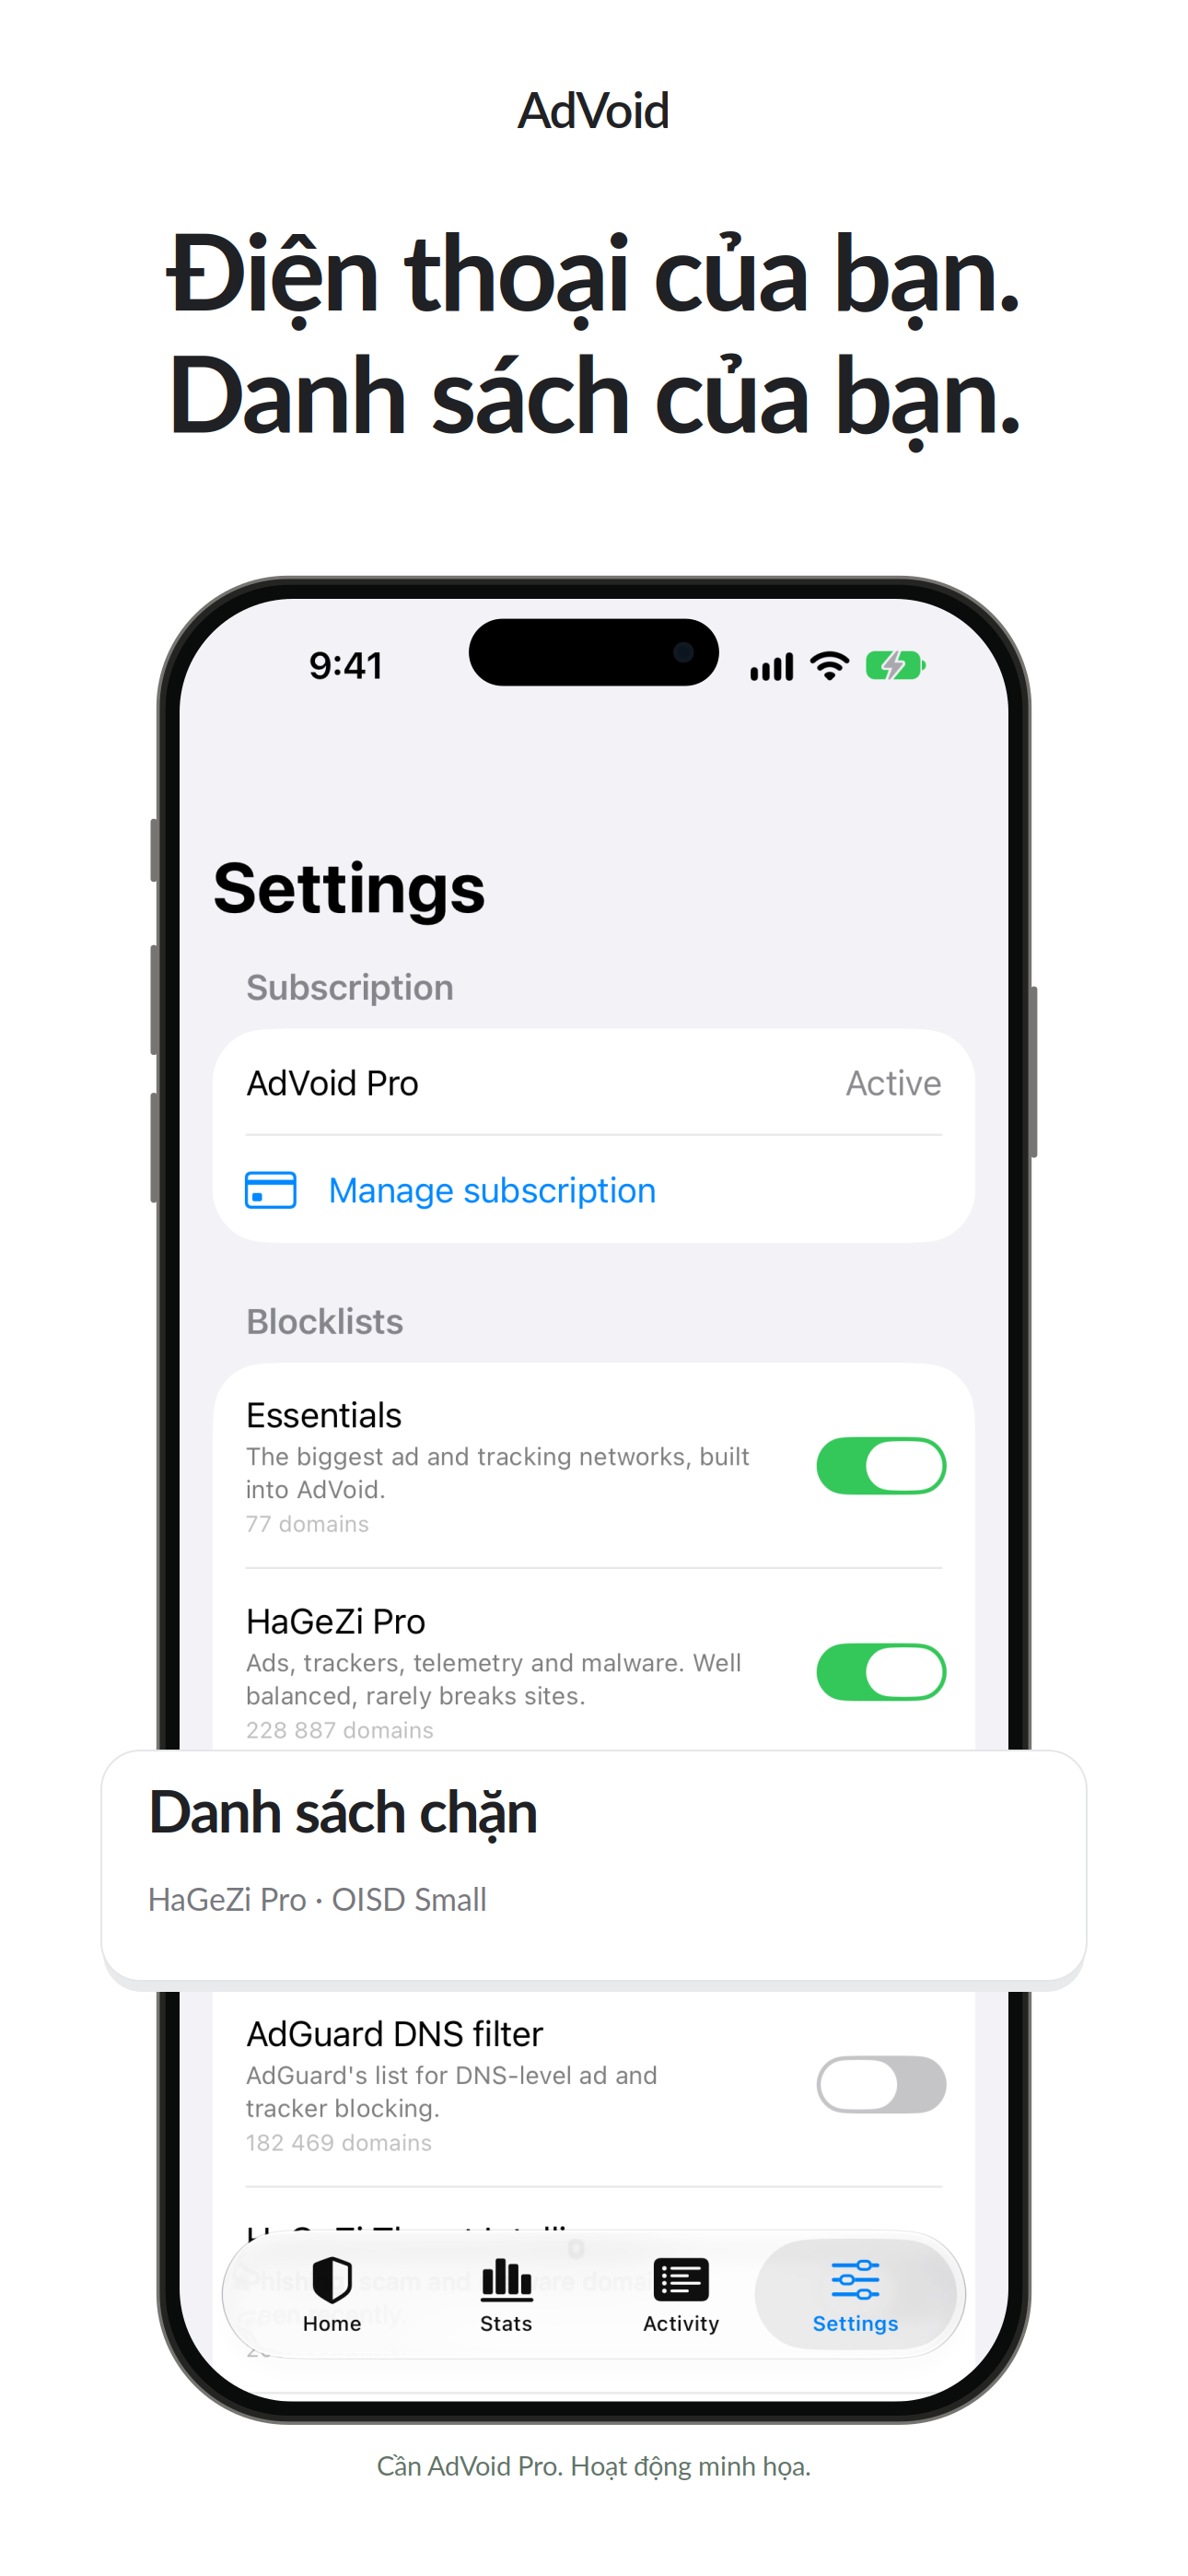 AdVoid
Điện thoại của bạn.
Danh sách của bạn.
9:41
Settings
Subscription
AdVoid Pro
Active
Manage subscription
Blocklists
Essentials
The biggest ad and tracking networks, built
into AdVoid.
77 domains
HaGeZi Pro
Ads, trackers, telemetry and malware. Well
balanced, rarely breaks sites.
228 887 domains
Danh sách chặn
HaGeZi Pro · OISD Small
AdGuard DNS filter
AdGuard's list for DNS-level ad and
tracker blocking.
182 469 domains
Home
Stats
Activity
Settings
Cần AdVoid Pro. Hoạt động minh họa.